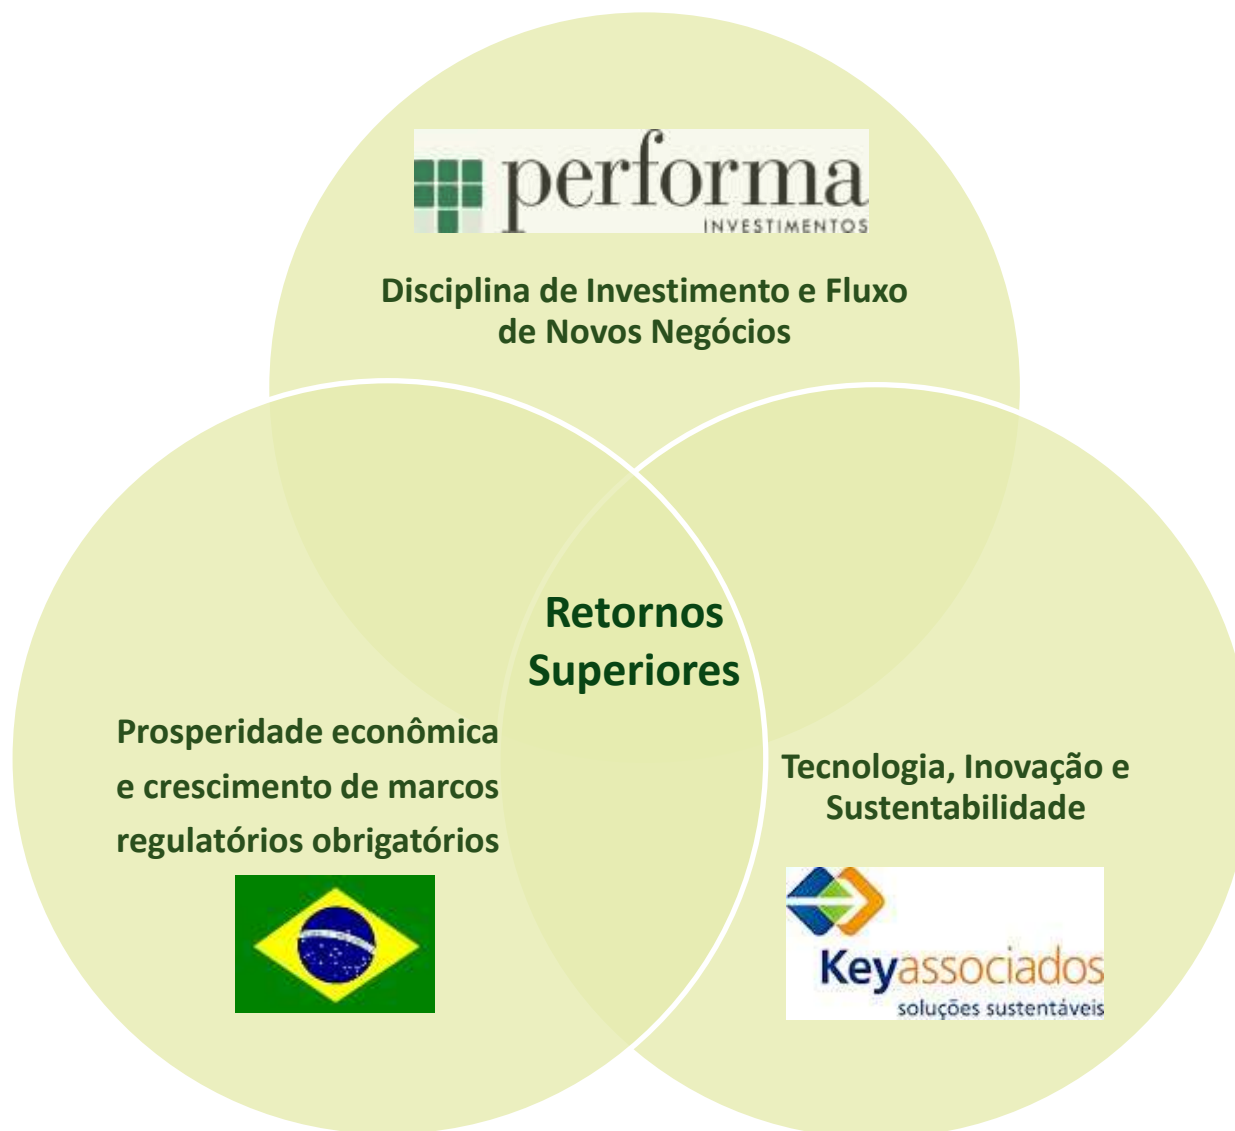 performa
INVESTIMENTOS
Disciplina de Investimento e Fluxo
de Novos Negócios
Retornos
Superiores
Prosperidade econômica
e crescimento de marcos
regulatórios obrigatórios
Tecnologia, Inovação e
Sustentabilidade
Keyassociados
soluções sustentáveis